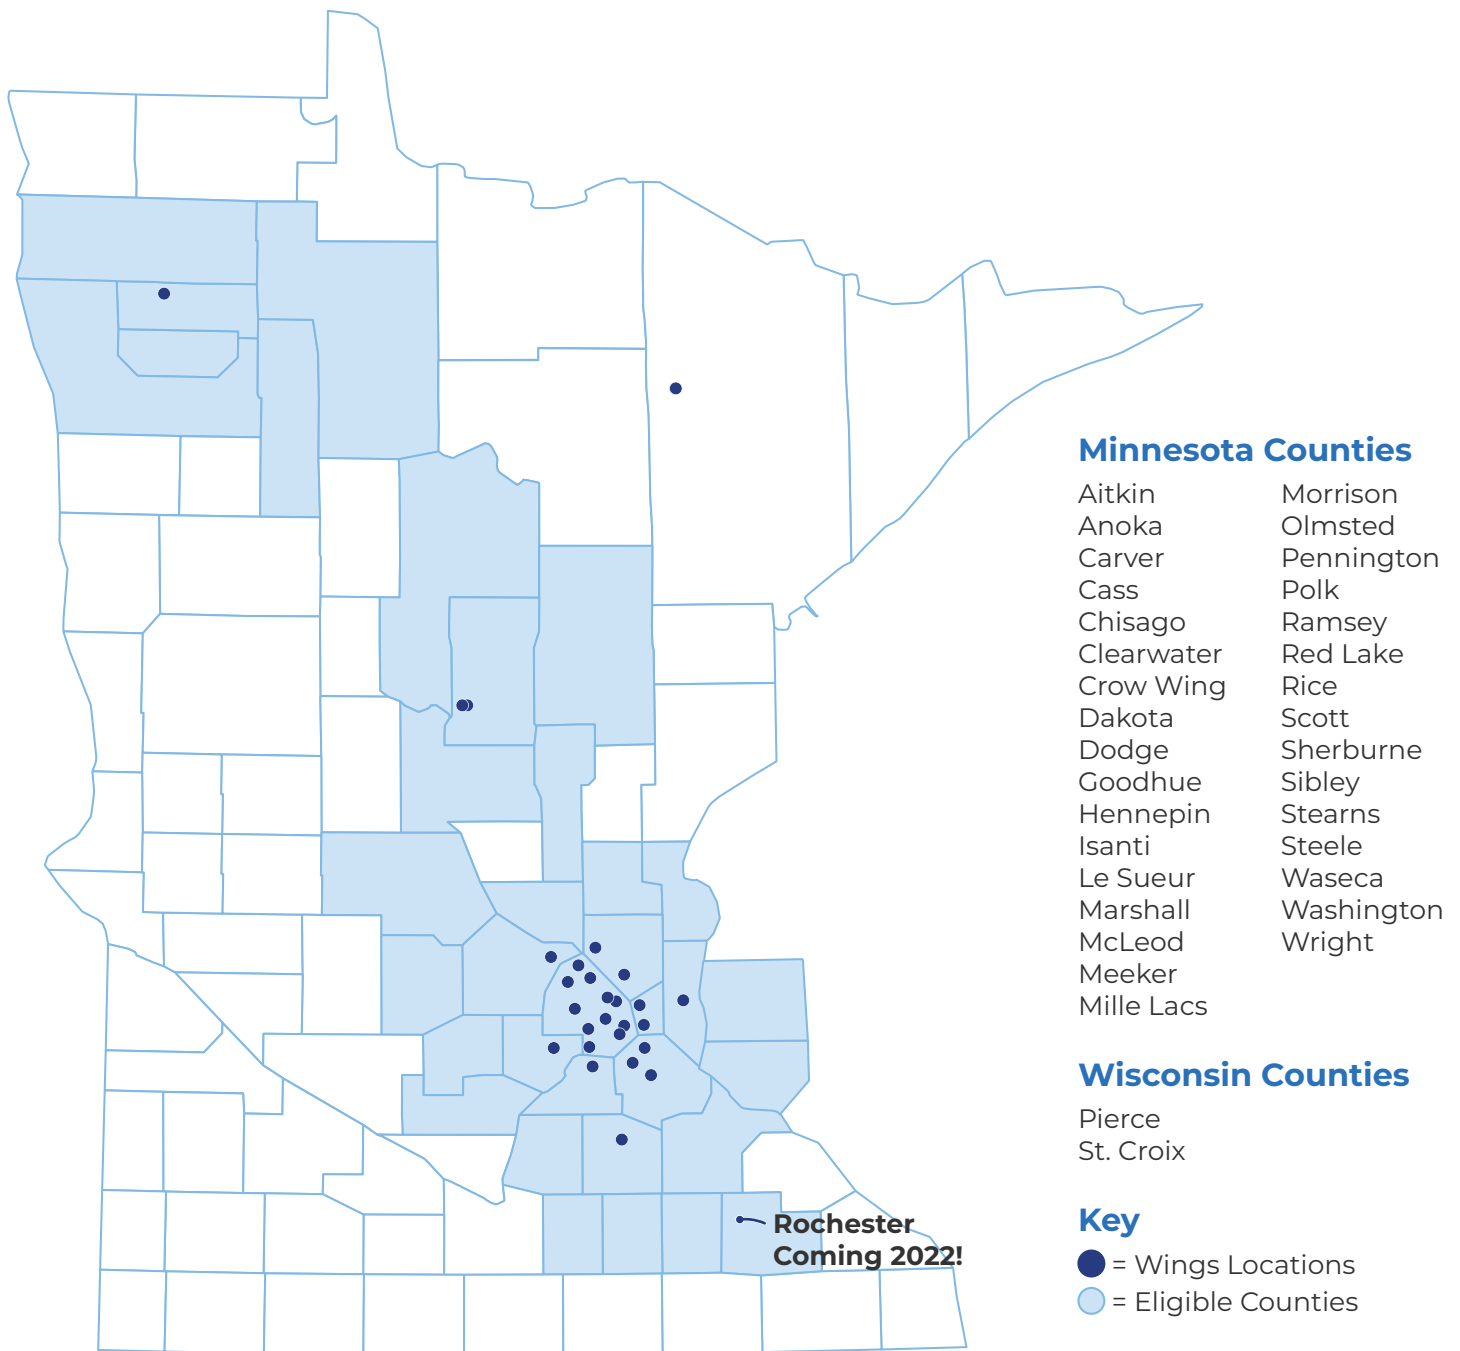 Minnesota Counties
Aitkin
Anoka
Carver
Cass
Chisago
Clearwater
Crow Wing
Dakota
Dodge
Goodhue
Hennepin
Isanti
Le Sueur
Marshall
McLeod
Meeker
Mille Lacs
Morrison
Olmsted
Pennington
Polk
Ramsey
Red Lake
Rice
Scott
Sherburne
Sibley
Stearns
Steele
Waseca
Washington
Wright
Wisconsin Counties
Pierce
St. Croix
Rochester
Coming 2022!
Key
= Wings Locations
= Eligible Counties